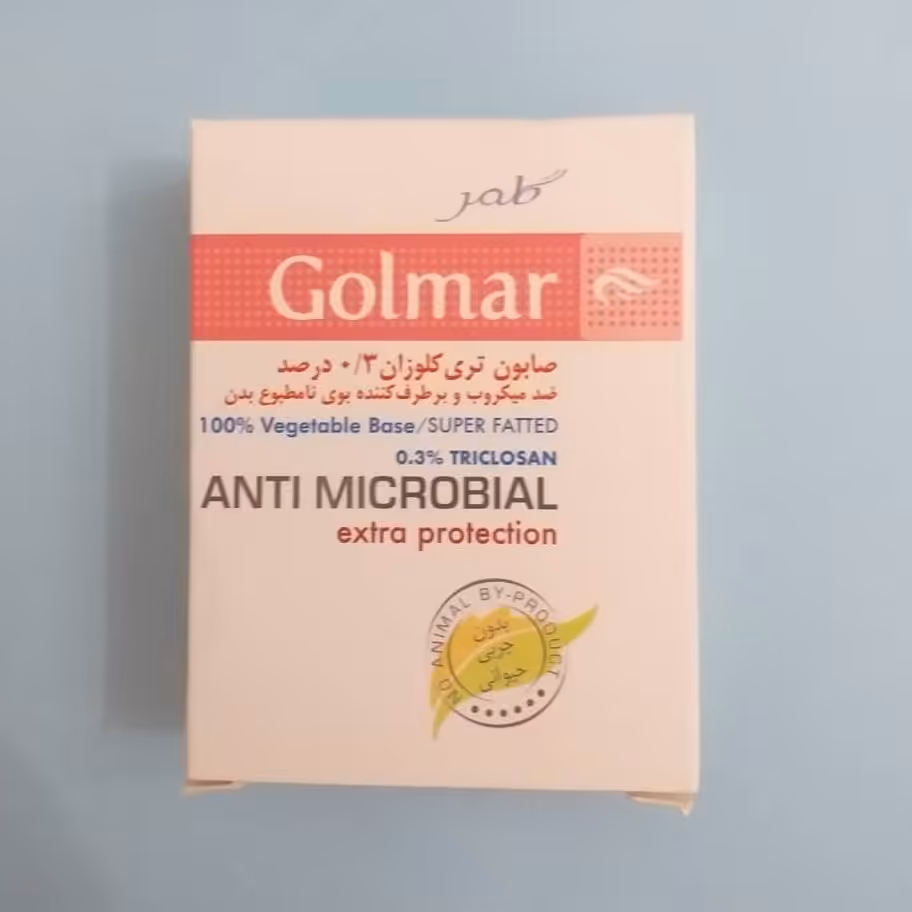 گلمر
Golmar
صابون تری کلوزان ۰/۳ درصد
ضد میکروب و برطرف‌کننده بوی نامطبوع بدن
100% Vegetable Base/SUPER FATTED
0.3% TRICLOSAN
ANTI MICROBIAL
extra protection
NO ANIMAL BY-PRODUCT
بدون
چربی
حیوانی